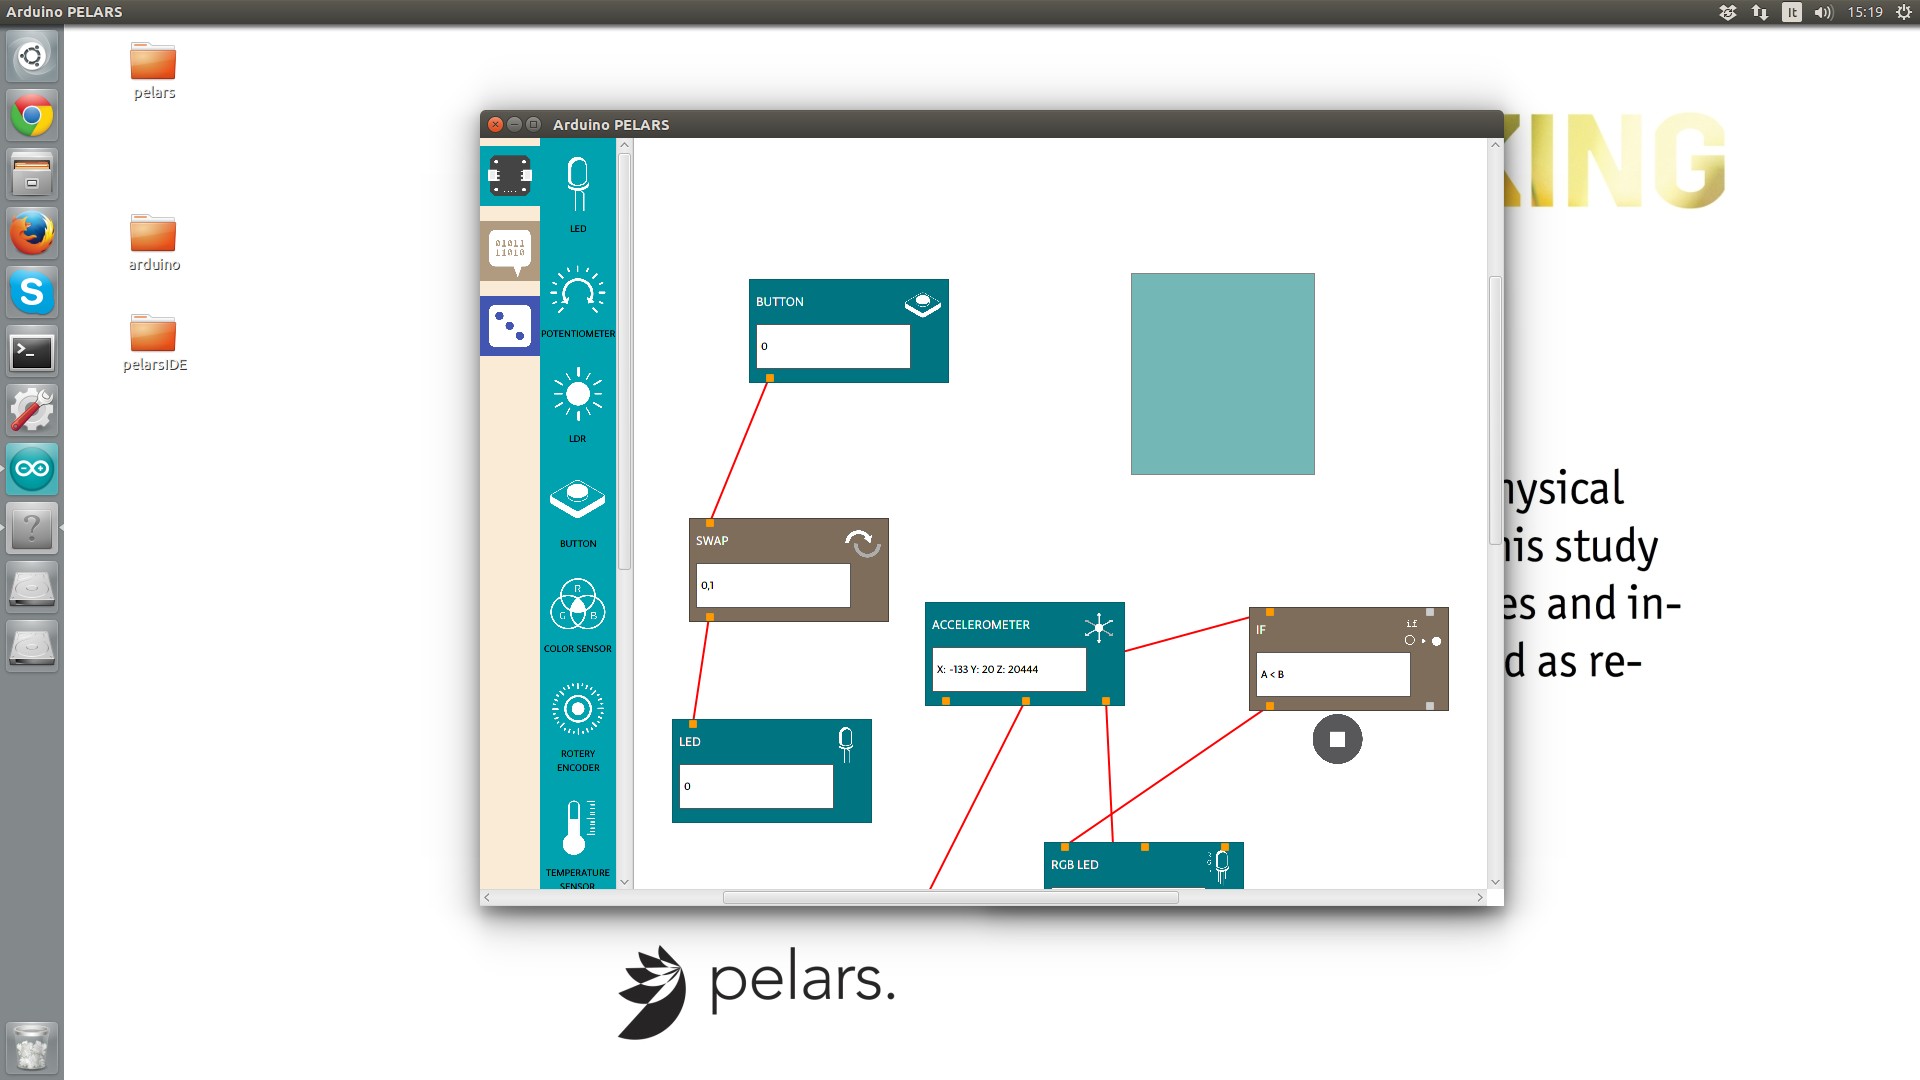 Arduino PELARS
It
15:19
pelars
arduino
pelarsIDE
KING
hysical
his study
es and in-
d as re-
Arduino PELARS
01011
11010
LED
POTENTIOMETER
LDR
BUTTON
R
G B
COLOR SENSOR
ROTERY
ENCODER
TEMPERATURE
SENSOR
BUTTON
0
SWAP
0,1
LED
0
ACCELEROMETER
X: -133 Y: 20 Z: 20444
IF
if
A < B
RGB LED
pelars.